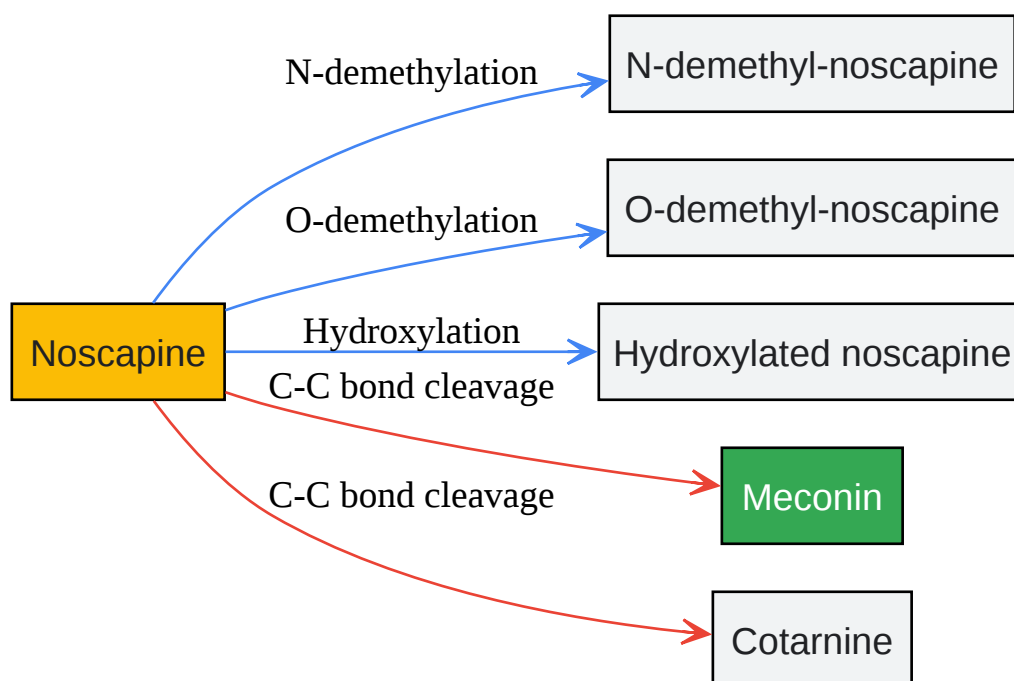 N-demethylation
N-demethyl-noscapine
O-demethylation
O-demethyl-noscapine
Noscapine
Hydroxylation
Hydroxylated noscapine
C-C bond cleavage
Meconin
C-C bond cleavage
Cotarnine